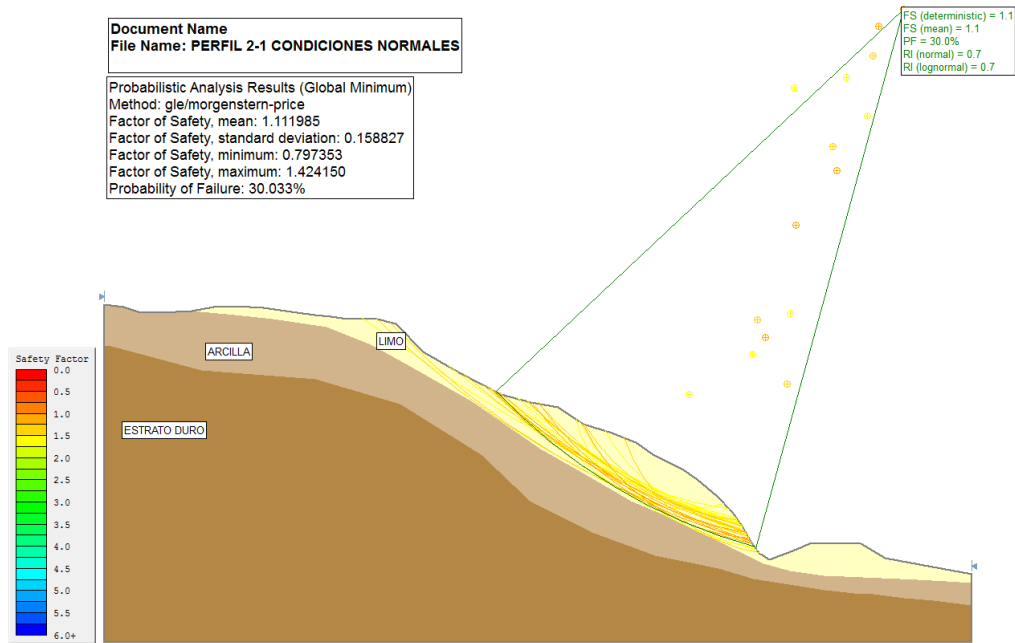 Document Name
File Name: PERFIL 2-1 CONDICIONES NORMALES
Probabilistic Analysis Results (Global Minimum)
Method: gle/morgenstern-price
Factor of Safety, mean: 1.111985
Factor of Safety, standard deviation: 0.158827
Factor of Safety, minimum: 0.797353
Factor of Safety, maximum: 1.424150
Probability of Failure: 30.033%
FS (deterministic) = 1.1
FS (mean) = 1.1
PF = 30.0%
RI (normal) = 0.7
RI (lognormal) = 0.7
LIMO
ARCILLA
ESTRATO DURO
Safety Factor
0.0
0.5
1.0
1.5
2.0
2.5
3.0
3.5
4.0
4.5
5.0
5.5
6.0+